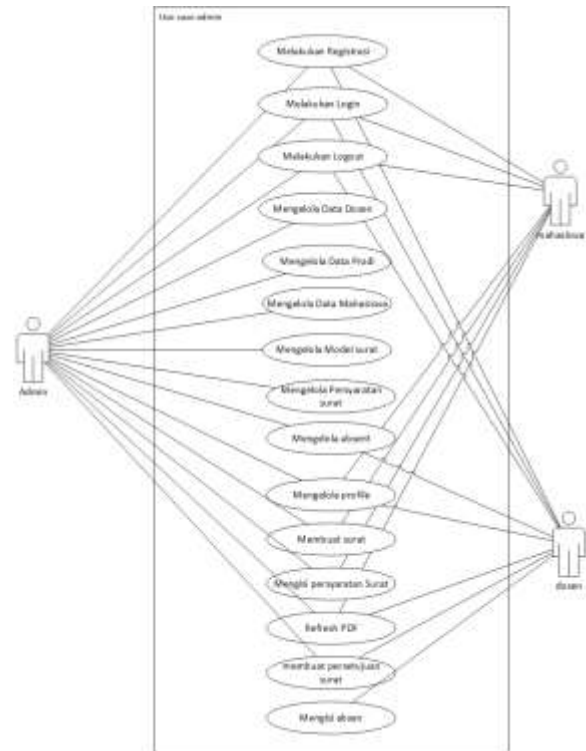 Use case admin
Melakukan Registrasi
Melakukan Login
Melakukan Logout
Mengelola Data Dosen
Mengelola Data Prodi
Mengelola Data Mahasiswa
mahasiswa
Mengelola Model surat
Admin
Mengelola Persyaratan
surat
Mengelola absent
Mengelola profile
Membuat surat
Mengisi persyaratan Surat
dosen
Refresh PDF
membuat persetujuan
surat
Mengisi absen